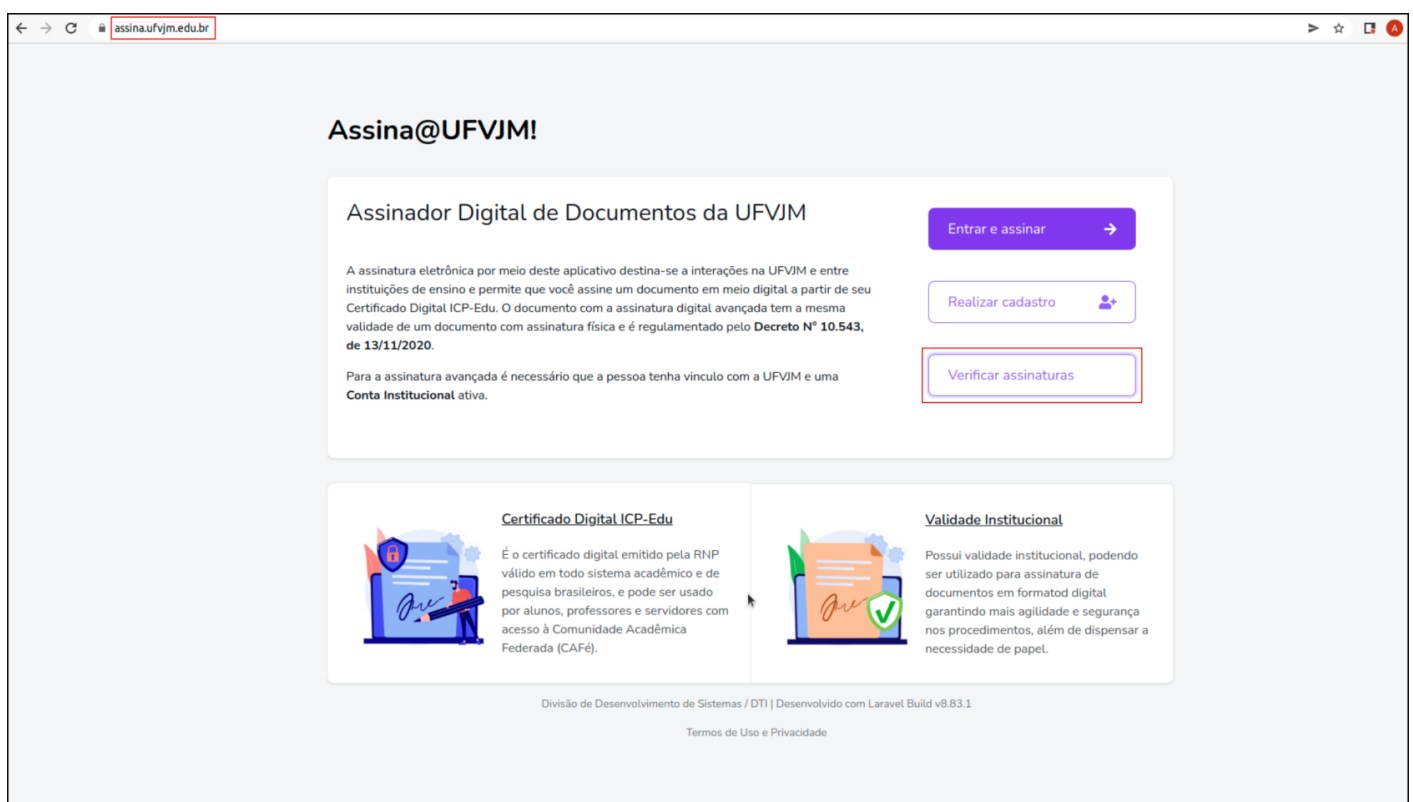 assina.ufvjm.edu.br
A
Assina@UFVJM!
Assinador Digital de Documentos da UFVJM
A assinatura eletrônica por meio deste aplicativo destina-se a interações na UFVJM e entre
instituições de ensino e permite que você assine um documento em meio digital a partir de seu
Certificado Digital ICP-Edu. O documento com a assinatura digital avançada tem a mesma
validade de um documento com assinatura física e é regulamentado pelo Decreto N° 10.543,
de 13/11/2020.
Para a assinatura avançada é necessário que a pessoa tenha vinculo com a UFVJM e uma
Conta Institucional ativa.
Entrar e assinar
Realizar cadastro
Verificar assinaturas
Certificado Digital ICP-Edu
É o certificado digital emitido pela RNP
válido em todo sistema acadêmico e de
pesquisa brasileiros, e pode ser usado
por alunos, professores e servidores com
acesso à Comunidade Acadêmica
Federada (CAFé).
Validade Institucional
Possui validade institucional, podendo
ser utilizado para assinatura de
documentos em formatod digital
garantindo mais agilidade e segurança
nos procedimentos, além de dispensar a
necessidade de papel.
Divisão de Desenvolvimento de Sistemas / DTI | Desenvolvido com Laravel Build v8.83.1
Termos de Uso e Privacidade